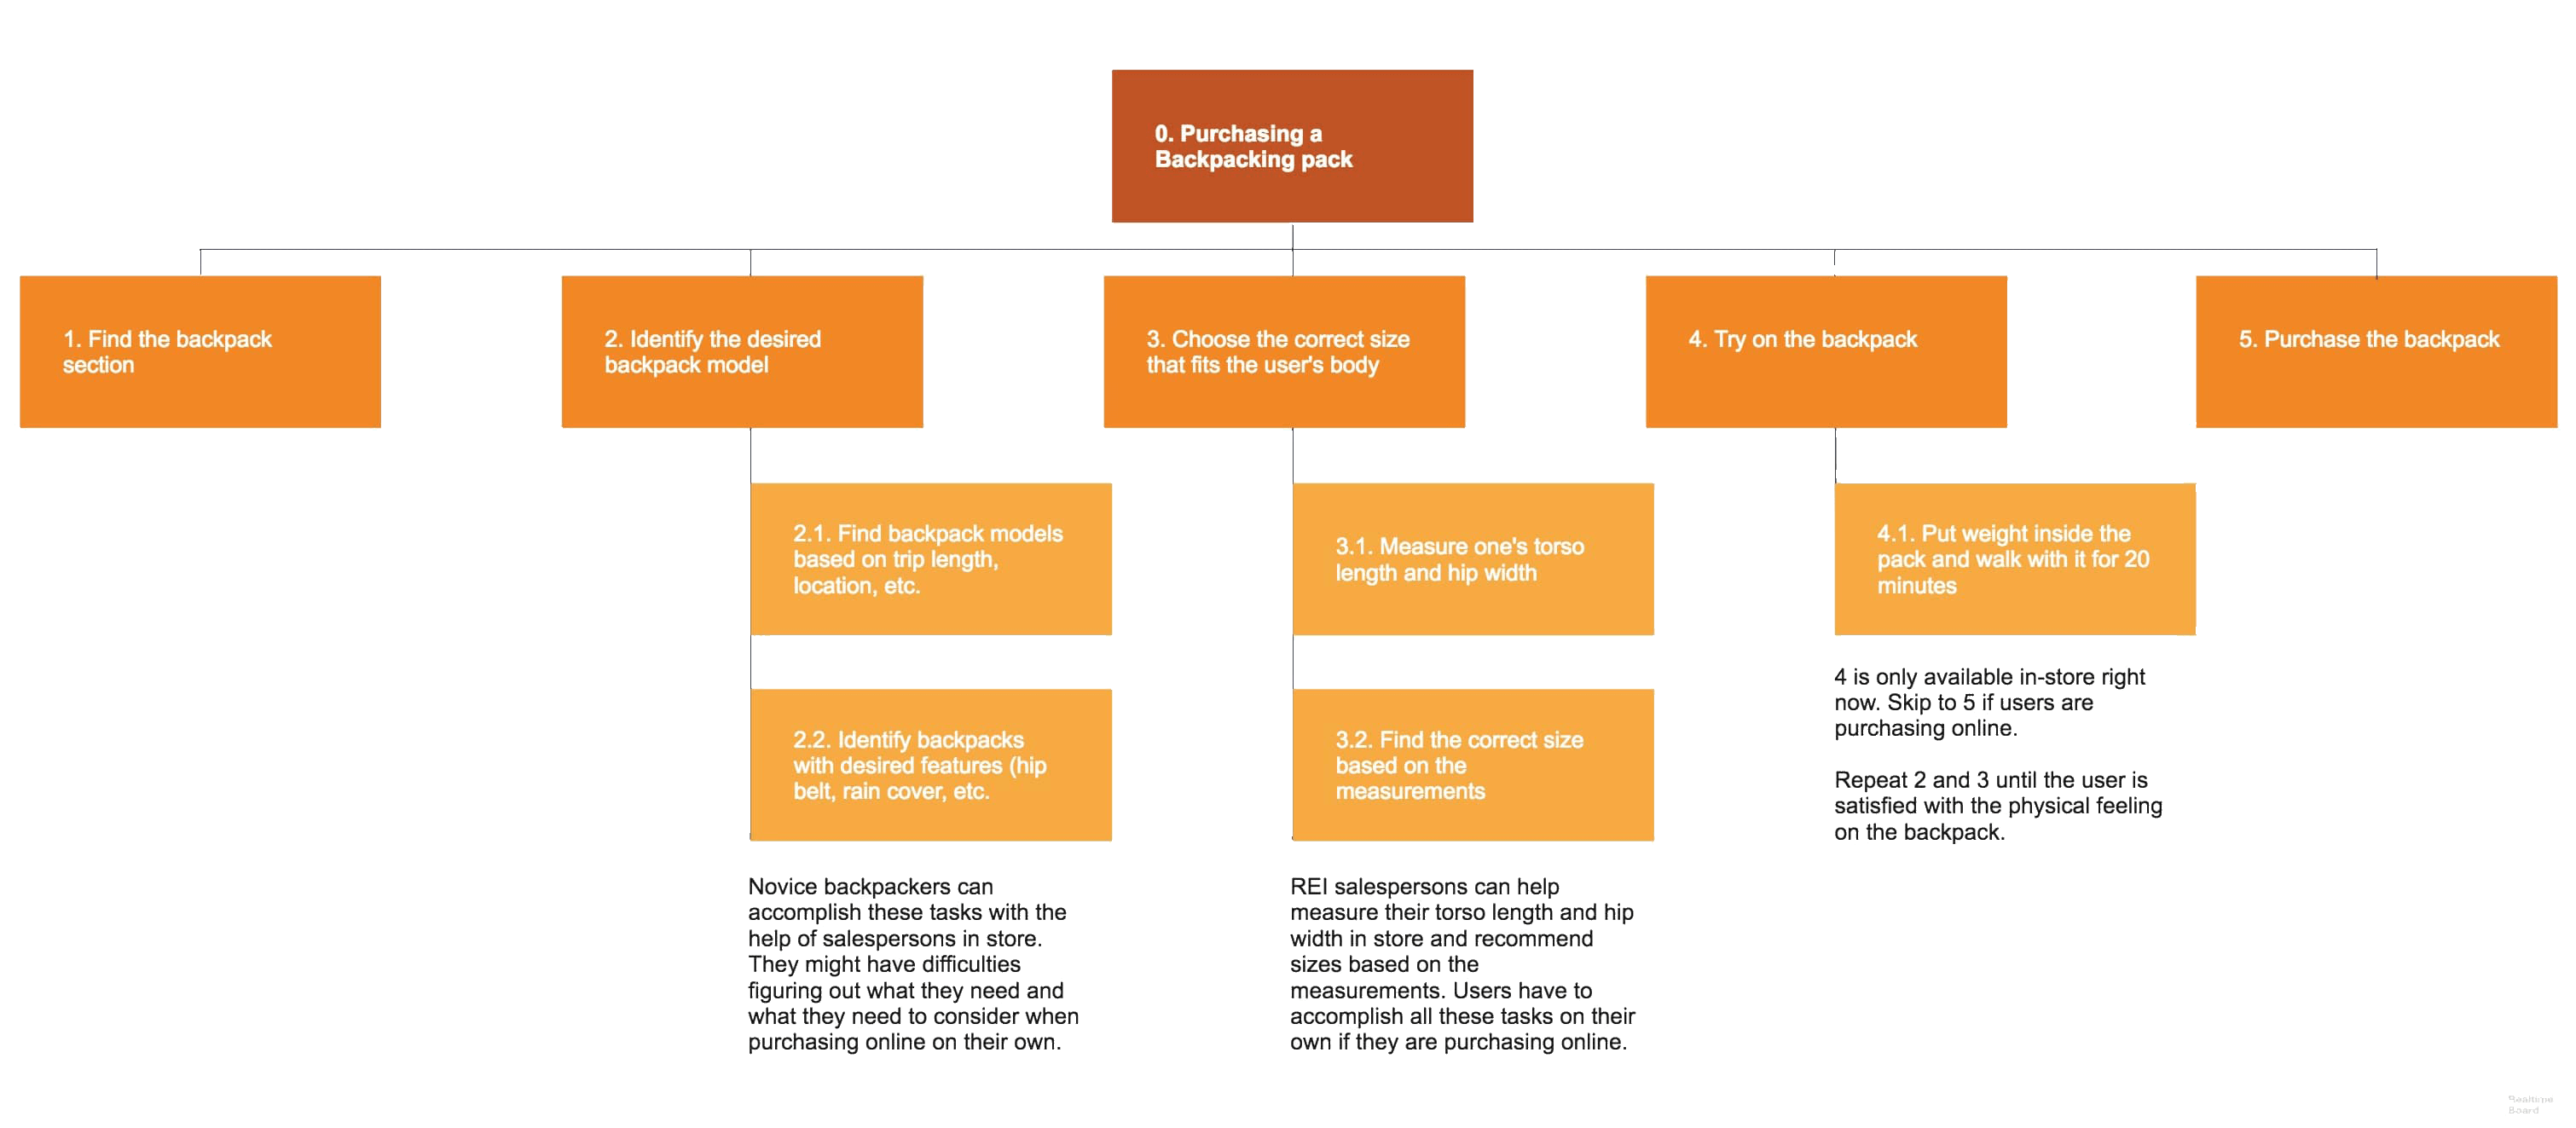 0. Purchasing a
Backpacking pack
1. Find the backpack
section
2. Identify the desired
backpack model
3. Choose the correct size
that fits the user's body
4. Try on the backpack
5. Purchase the backpack
2.1. Find backpack models
based on trip length,
location, etc.
3.1. Measure one's torso
length and hip width
4.1. Put weight inside the
pack and walk with it for 20
minutes
2.2. Identify backpacks
with desired features (hip
belt, rain cover, etc.
3.2. Find the correct size
based on the
measurements
4 is only available in-store right
now. Skip to 5 if users are
purchasing online.
Repeat 2 and 3 until the user is
satisfied with the physical feeling
on the backpack.
Novice backpackers can
accomplish these tasks with the
help of salespersons in store.
They might have difficulties
figuring out what they need and
what they need to consider when
purchasing online on their own.
REI salespersons can help
measure their torso length and hip
width in store and recommend
sizes based on the
measurements. Users have to
accomplish all these tasks on their
own if they are purchasing online.
Realtime
Board